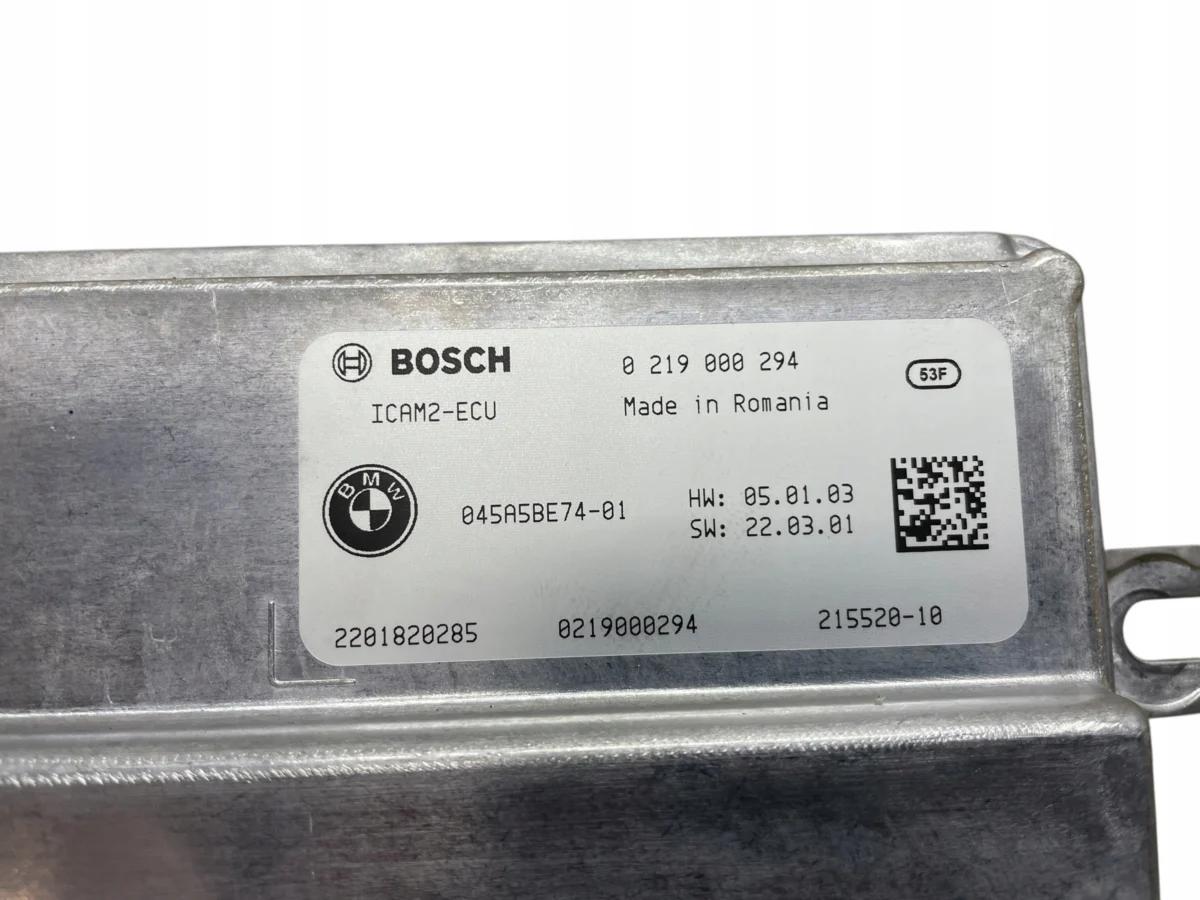 BOSCH 0 219 000 294 53F
ICAM2-ECU Made in Romania
BMW 045A5BE74-01 HW: 05.01.03
SW: 22.03.01
2201820285 0219000294 215520-10